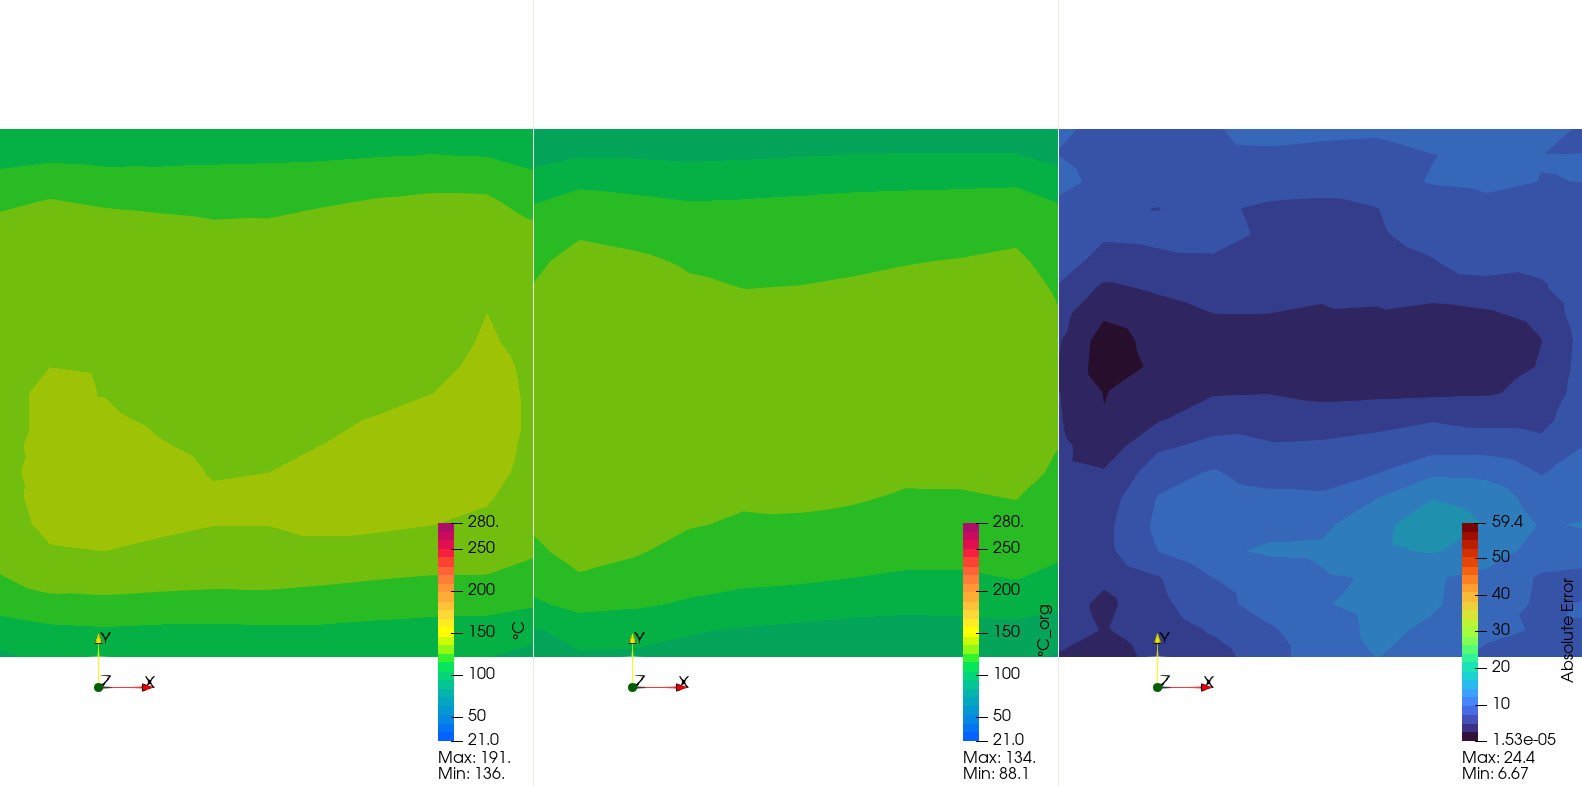 280.
250
200
150
100
50
21.0
°C
Max: 191.
Min: 136.
Y
Z
X
280.
250
200
150
100
50
21.0
°C_org
Max: 134.
Min: 88.1
Y
Z
X
59.4
50
40
30
20
10
1.53e-05
Absolute Error
Max: 24.4
Min: 6.67
Y
Z
X